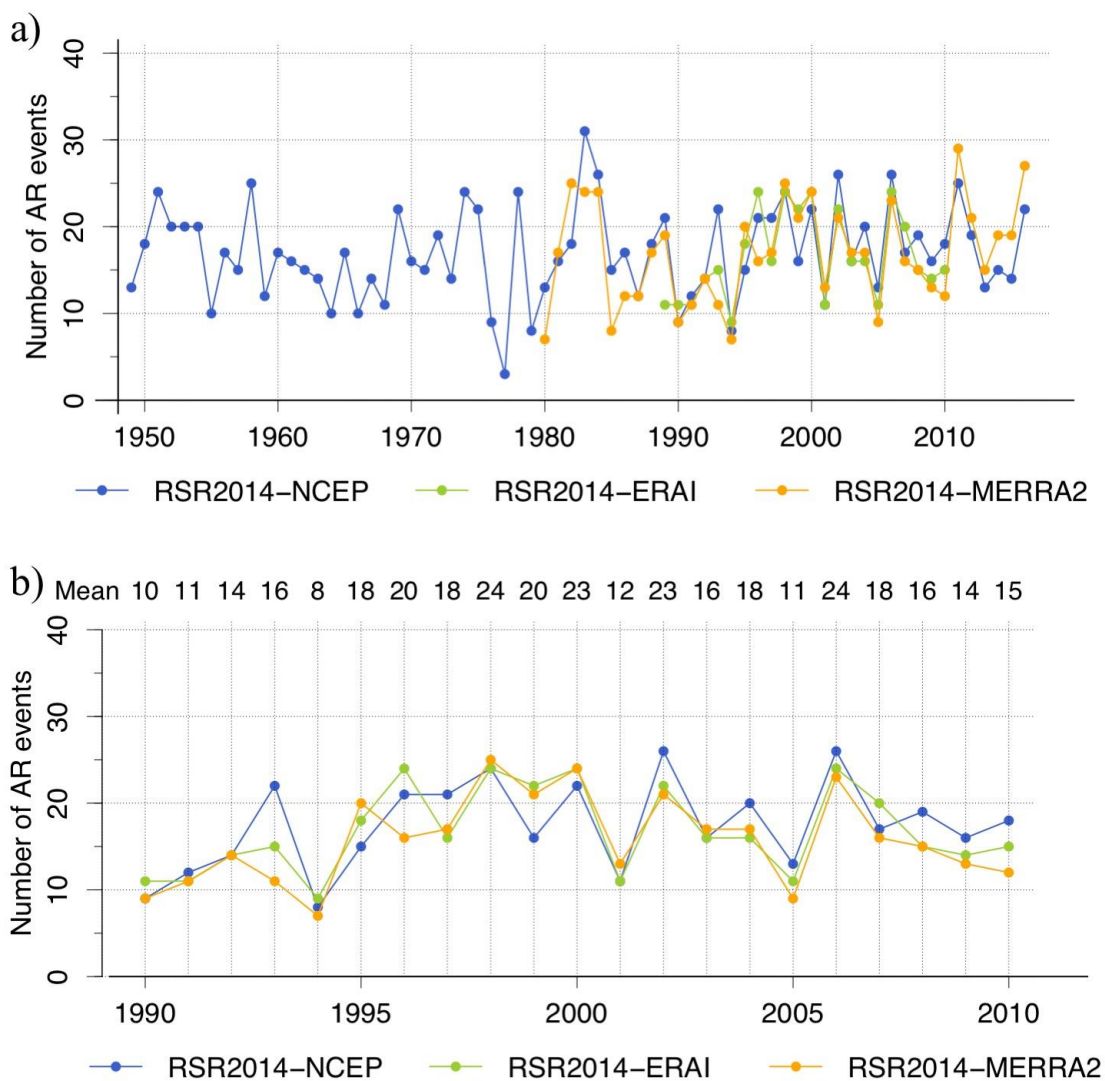 a)
Number of AR events
40
30
20
10
0
1950 1960 1970 1980 1990 2000 2010
RSR2014−NCEP RSR2014−ERAI RSR2014−MERRA2
b)
Mean 10 11 14 16 8 18 20 18 24 20 23 12 23 16 18 11 24 18 16 14 15
Number of AR events
40
30
20
10
0
1990 1995 2000 2005 2010
RSR2014−NCEP RSR2014−ERAI RSR2014−MERRA2